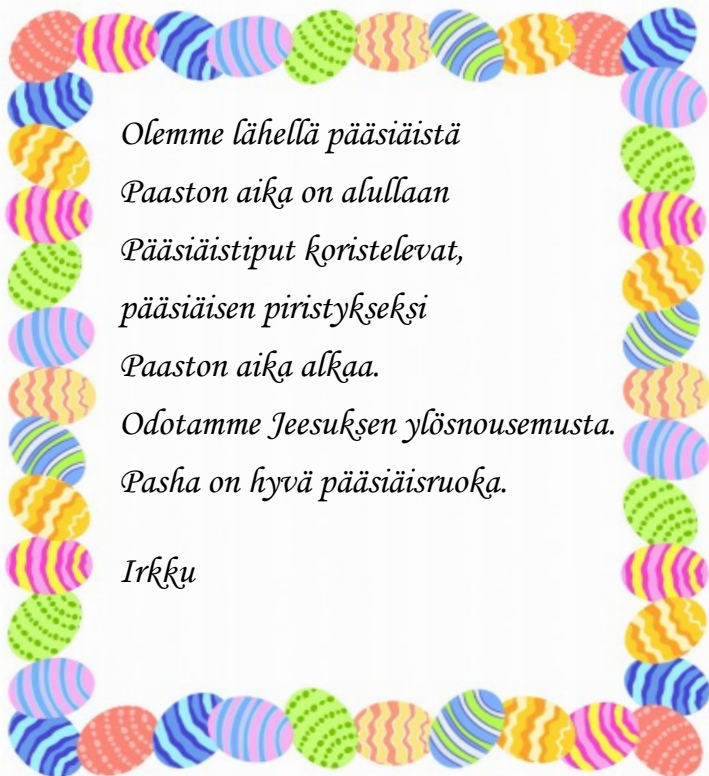 Olemme lähellä pääsiäistä
Paaston aika on alullaan
Pääsiäistiput koristelevat,
pääsiäisen piristykseksi
Paaston aika alkaa.
Odotamme Jeesuksen ylösnousemusta.
Pasha on hyvä pääsiäisruoka.
Irkku